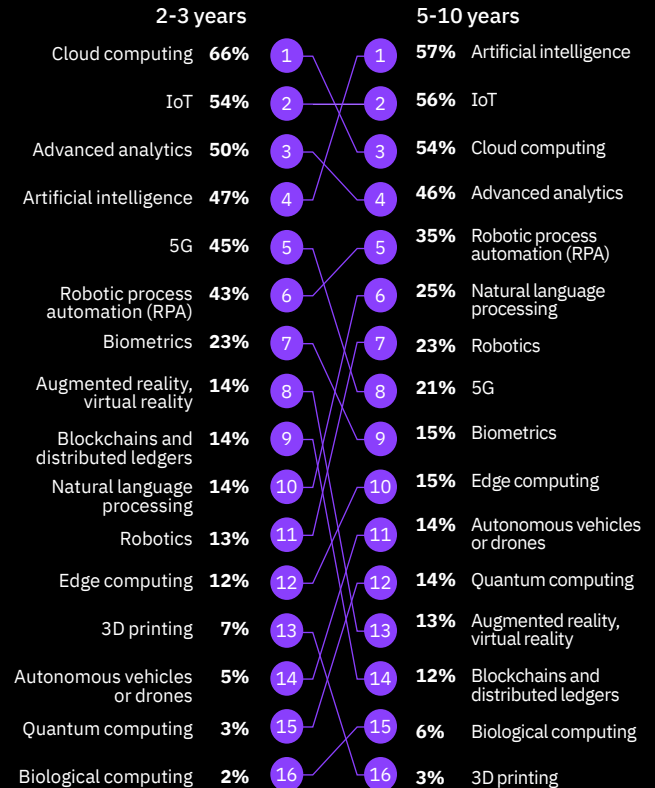 2-3 years
5-10 years
Cloud computing 66% 1 1 57% Artificial intelligence
IoT 54% 2 2 56% IoT
Advanced analytics 50% 3 3 54% Cloud computing
Artificial intelligence 47% 4 4 46% Advanced analytics
5G 45% 5 5 35% Robotic process
automation (RPA)
Robotic process 43% 6 6 25% Natural language
automation (RPA) processing
Biometrics 23% 7 7 23% Robotics
Augmented reality, 14% 8 8 21% 5G
virtual reality
Blockchains and 14% 9 9 15% Biometrics
distributed ledgers
Natural language 14% 10 10 15% Edge computing
processing
Robotics 13% 11 11 14% Autonomous vehicles
or drones
Edge computing 12% 12 12 14% Quantum computing
3D printing 7% 13 13 13% Augmented reality,
virtual reality
Autonomous vehicles 5% 14 14 12% Blockchains and
or drones distributed ledgers
Quantum computing 3% 15 15 6% Biological computing
Biological computing 2% 16 16 3% 3D printing